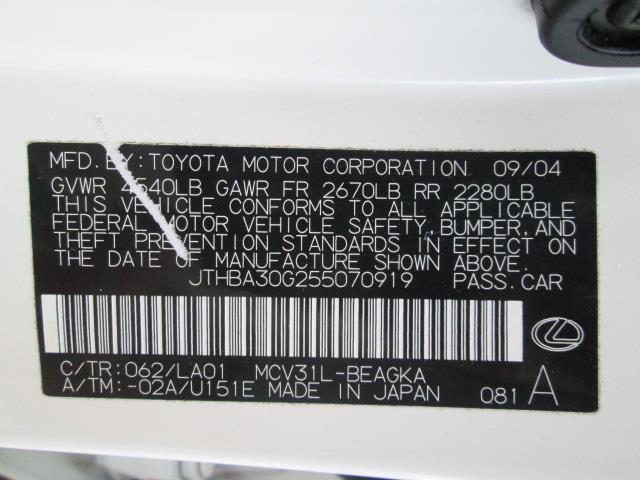 MFD. BY: TOYOTA MOTOR CORPORATION 09/04
GVWR 4540LB GAWR FR 2670LB RR 2280LB
THIS VEHICLE CONFORMS TO ALL APPLICABLE
FEDERAL MOTOR VEHICLE SAFETY, BUMPER, AND
THEFT PREVENTION STANDARDS IN EFFECT ON
THE DATE OF MANUFACTURE SHOWN ABOVE.
JTHBA30G255070919 PASS. CAR
C/TR: 062/LA01 MCV31L-BEAGKA
A/TM: -02A/U151E MADE IN JAPAN 081 A